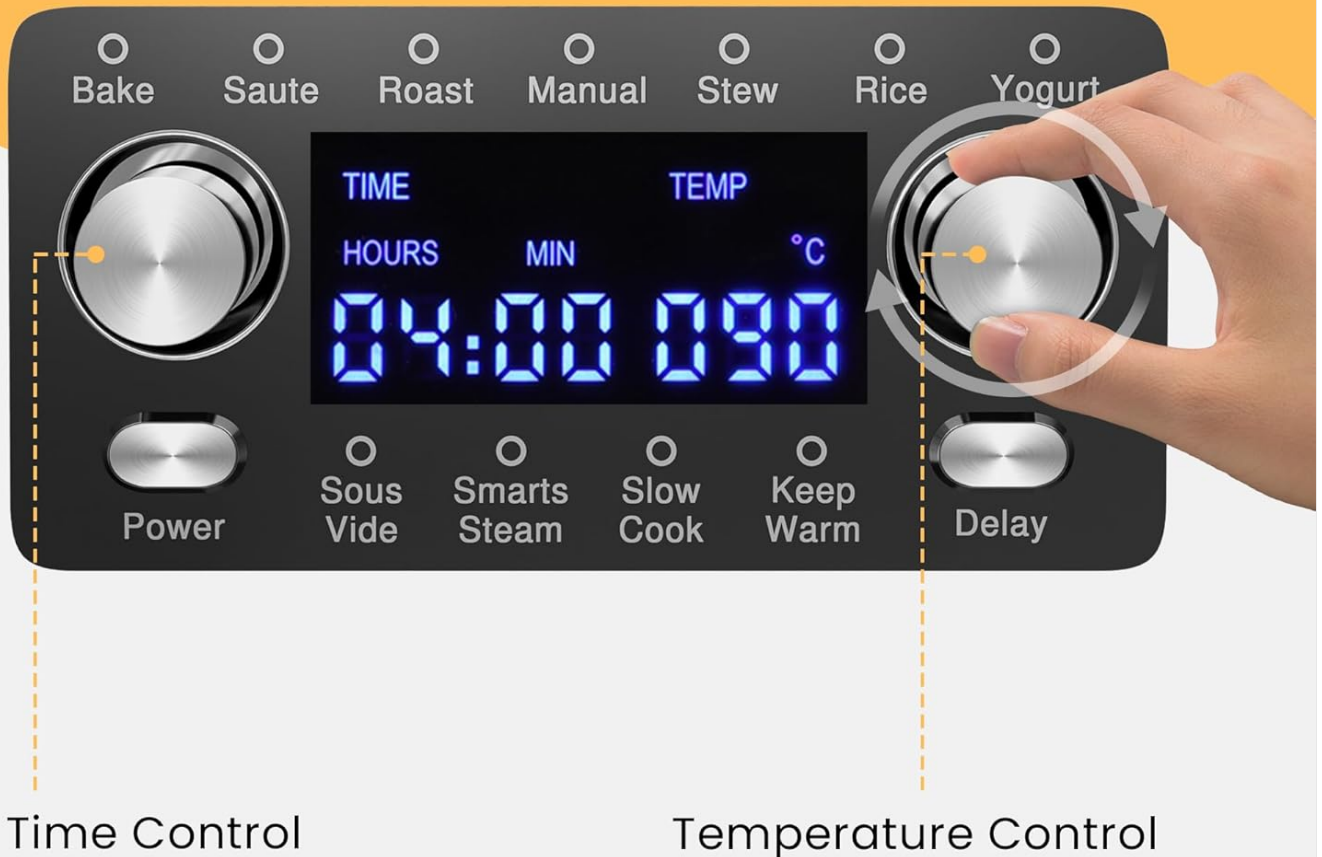 Bake Saute Roast Manual Stew Rice Yogurt
TIME TEMP
HOURS MIN °C
04:00 090
Sous Vide
Smarts Steam
Slow Cook
Keep Warm
Power
Delay
Time Control
Temperature Control